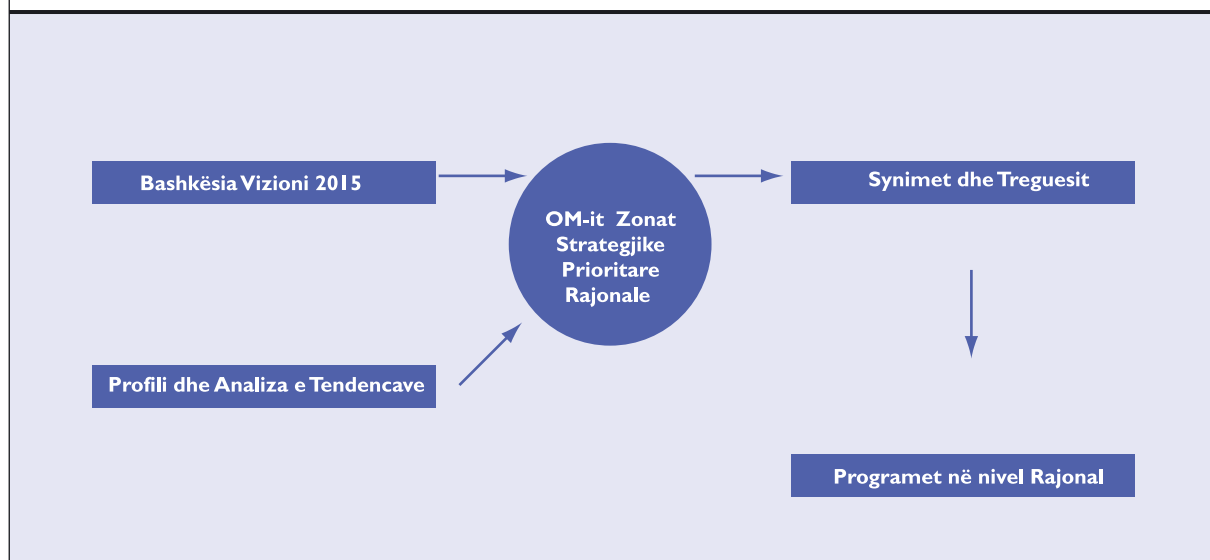 Bashkësia Vizioni 2015
OM-it Zonat
Strategjike
Prioritare
Rajonale
Synimet dhe Treguesit
Profili dhe Analiza e Tendencave
Programet në nivel Rajonal